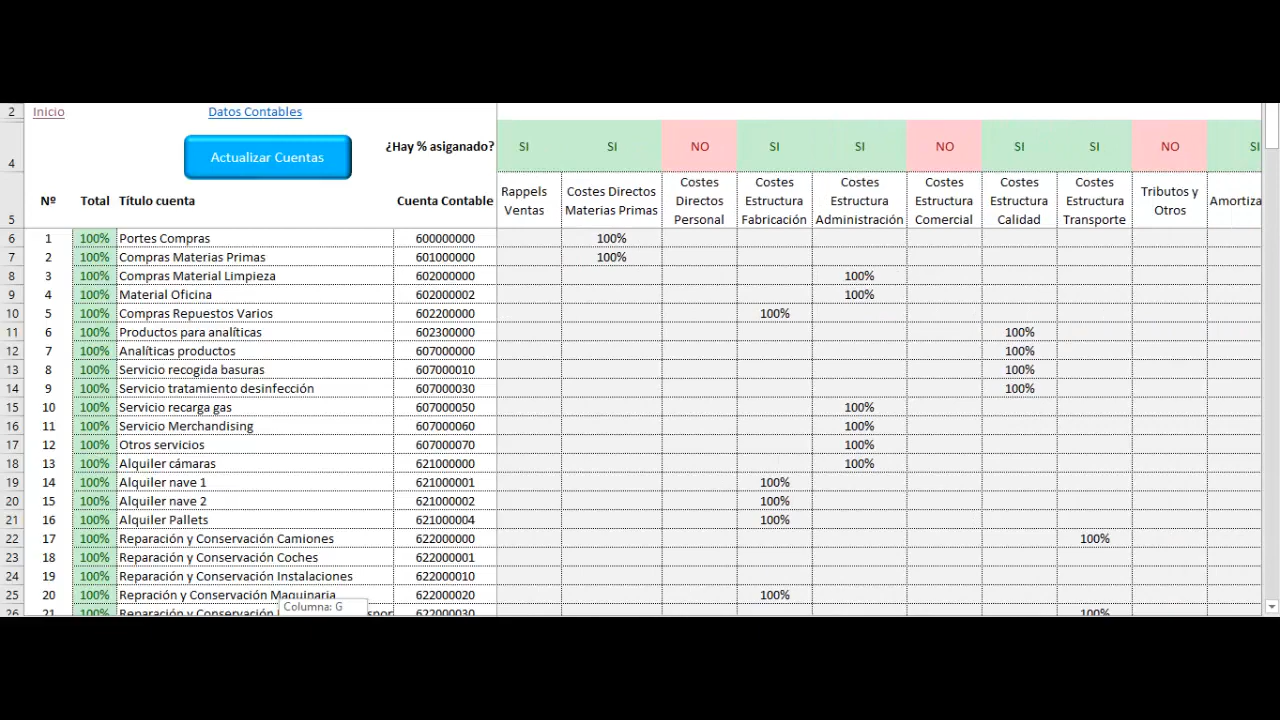 2 Inicio Datos Contables
4 Actualizar Cuentas ¿Hay % asiganado? SI SI NO SI SI NO SI SI NO SI
5 Nº Total Título cuenta Cuenta Contable Rappels Ventas Costes Directos Materias Primas Costes Directos Personal Costes Estructura Fabricación Costes Estructura Administración Costes Estructura Comercial Costes Estructura Calidad Costes Estructura Transporte Tributos y Otros Amortiza
6 1 100% Portes Compras 600000000 100%
7 2 100% Compras Materias Primas 601000000 100%
8 3 100% Compras Material Limpieza 602000000 100%
9 4 100% Material Oficina 602000002 100%
10 5 100% Compras Repuestos Varios 602200000 100%
11 6 100% Productos para analíticas 602300000 100%
12 7 100% Analíticas productos 607000000 100%
13 8 100% Servicio recogida basuras 607000010 100%
14 9 100% Servicio tratamiento desinfección 607000030 100%
15 10 100% Servicio recarga gas 607000050 100%
16 11 100% Servicio Merchandising 607000060 100%
17 12 100% Otros servicios 607000070 100%
18 13 100% Alquiler cámaras 621000000 100%
19 14 100% Alquiler nave 1 621000001 100%
20 15 100% Alquiler nave 2 621000002 100%
21 16 100% Alquiler Pallets 621000004 100%
22 17 100% Reparación y Conservación Camiones 622000000 100%
23 18 100% Reparación y Conservación Coches 622000001
24 19 100% Reparación y Conservación Instalaciones 622000010
25 20 100% Repración y Conservación Maquinaria 622000020 100%
Columna: G
26 21 100% Reparación y Conservación 622000030 100%